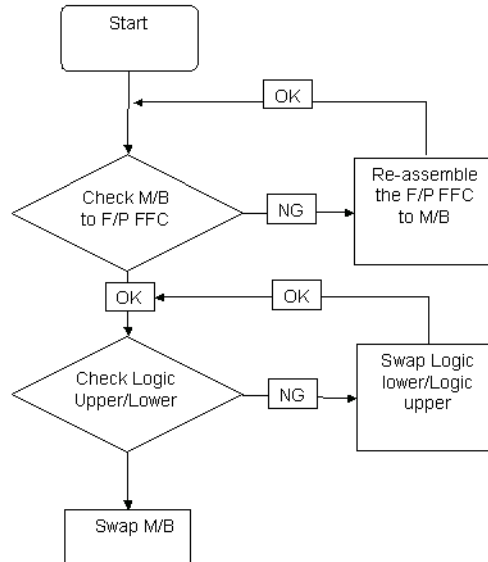 Start
OK
Check M/B
to F/P FFC
NG
Re-assemble
the F/P FFC
to M/B
OK
OK
Check Logic
Upper/Lower
NG
Swap Logic
lower/Logic
upper
Swap M/B